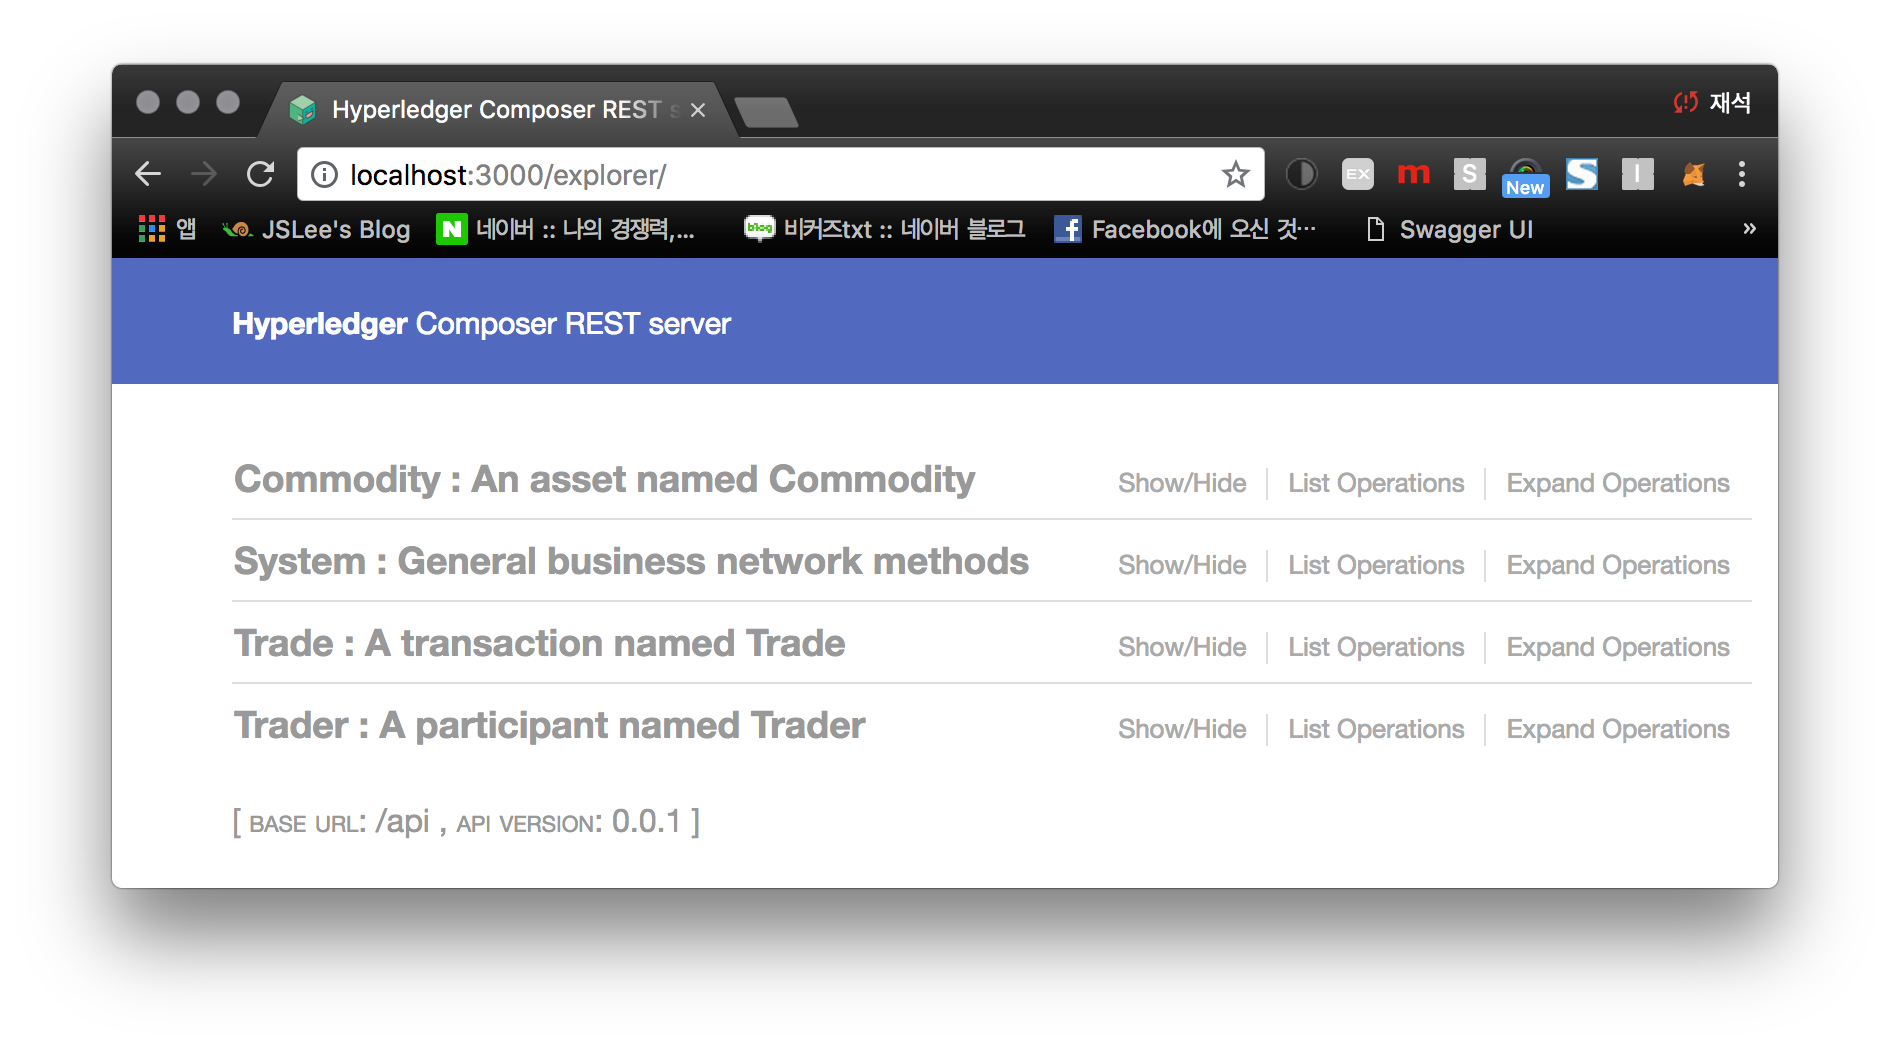 Hyperledger Composer REST s
재석
localhost:3000/explorer/
EX
m
S
New
S
I
앱
JSLee's Blog
N
네이버 :: 나의 경쟁력,...
blog
비커즈txt :: 네이버 블로그
f
Facebook에 오신 것…
Swagger UI
»
Hyperledger Composer REST server
Commodity : An asset named Commodity Show/Hide List Operations Expand Operations
System : General business network methods Show/Hide List Operations Expand Operations
Trade : A transaction named Trade Show/Hide List Operations Expand Operations
Trader : A participant named Trader Show/Hide List Operations Expand Operations
[ BASE URL: /api , API VERSION: 0.0.1 ]